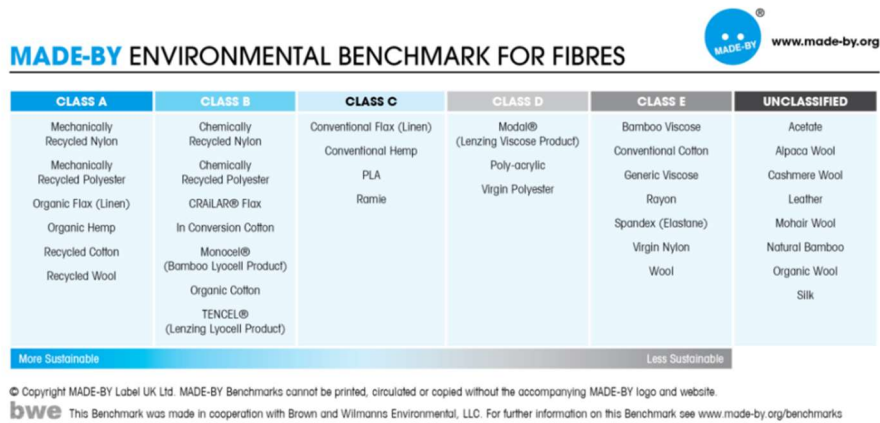 ®
MADE-BY
www.made-by.org
MADE-BY ENVIRONMENTAL BENCHMARK FOR FIBRES
CLASS A
Mechanically
Recycled Nylon
Mechanically
Recycled Polyester
Organic Flax (Linen)
Organic Hemp
Recycled Cotton
Recycled Wool
CLASS B
Chemically
Recycled Nylon
Chemically
Recycled Polyester
CRAiLAR® Flax
In Conversion Cotton
Monocel®
(Bamboo Lyocell Product)
Organic Cotton
TENCEL®
(Lenzing Lyocell Product)
CLASS C
Conventional Flax (Linen)
Conventional Hemp
PLA
Ramie
CLASS D
Modal®
(Lenzing Viscose Product)
Poly-acrylic
Virgin Polyester
CLASS E
Bamboo Viscose
Conventional Cotton
Generic Viscose
Rayon
Spandex (Elastane)
Virgin Nylon
Wool
UNCLASSIFIED
Acetate
Alpaca Wool
Cashmere Wool
Leather
Mohair Wool
Natural Bamboo
Organic Wool
Silk
More Sustainable
Less Sustainable
© Copyright MADE-BY Label UK Ltd. MADE-BY Benchmarks cannot be printed, circulated or copied without the accompanying MADE-BY logo and website.
bwe This Benchmark was made in cooperation with Brown and Wilmanns Environmental, LLC. For further information on this Benchmark see www.made-by.org/benchmarks